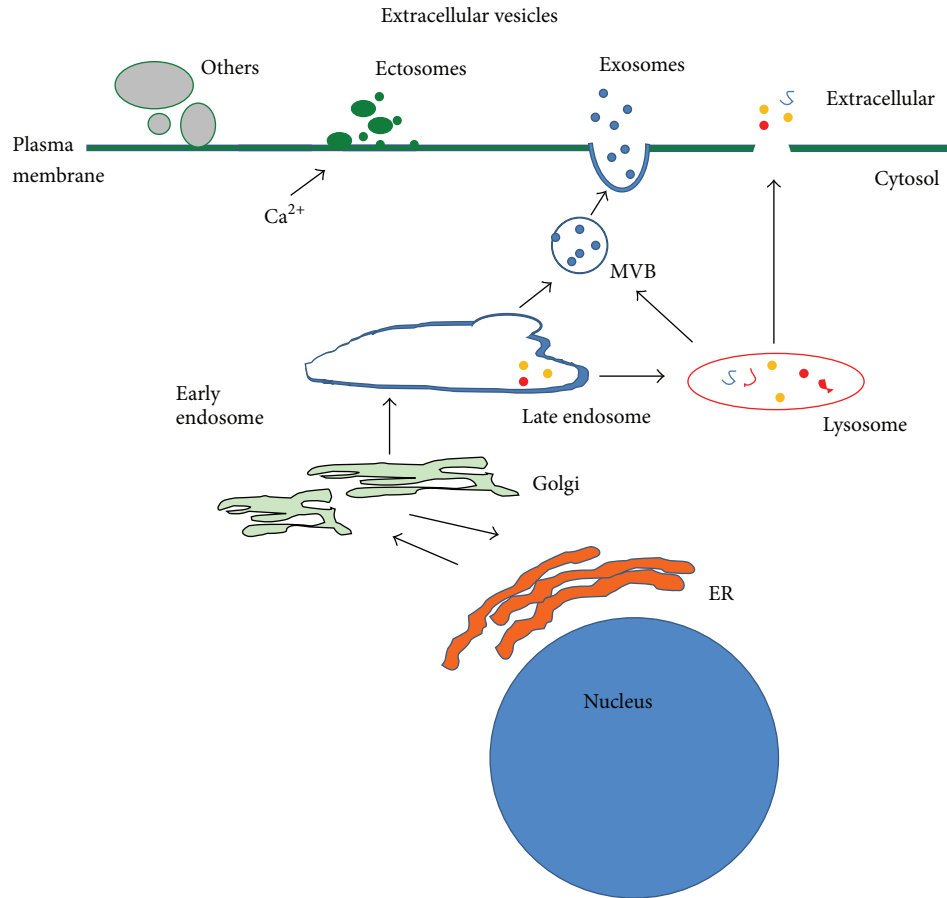 Extracellular vesicles
Others
Ectosomes
Exosomes
Extracellular
Plasma
membrane
Cytosol
Ca²⁺
MVB
Early
endosome
Late endosome
Lysosome
Golgi
ER
Nucleus